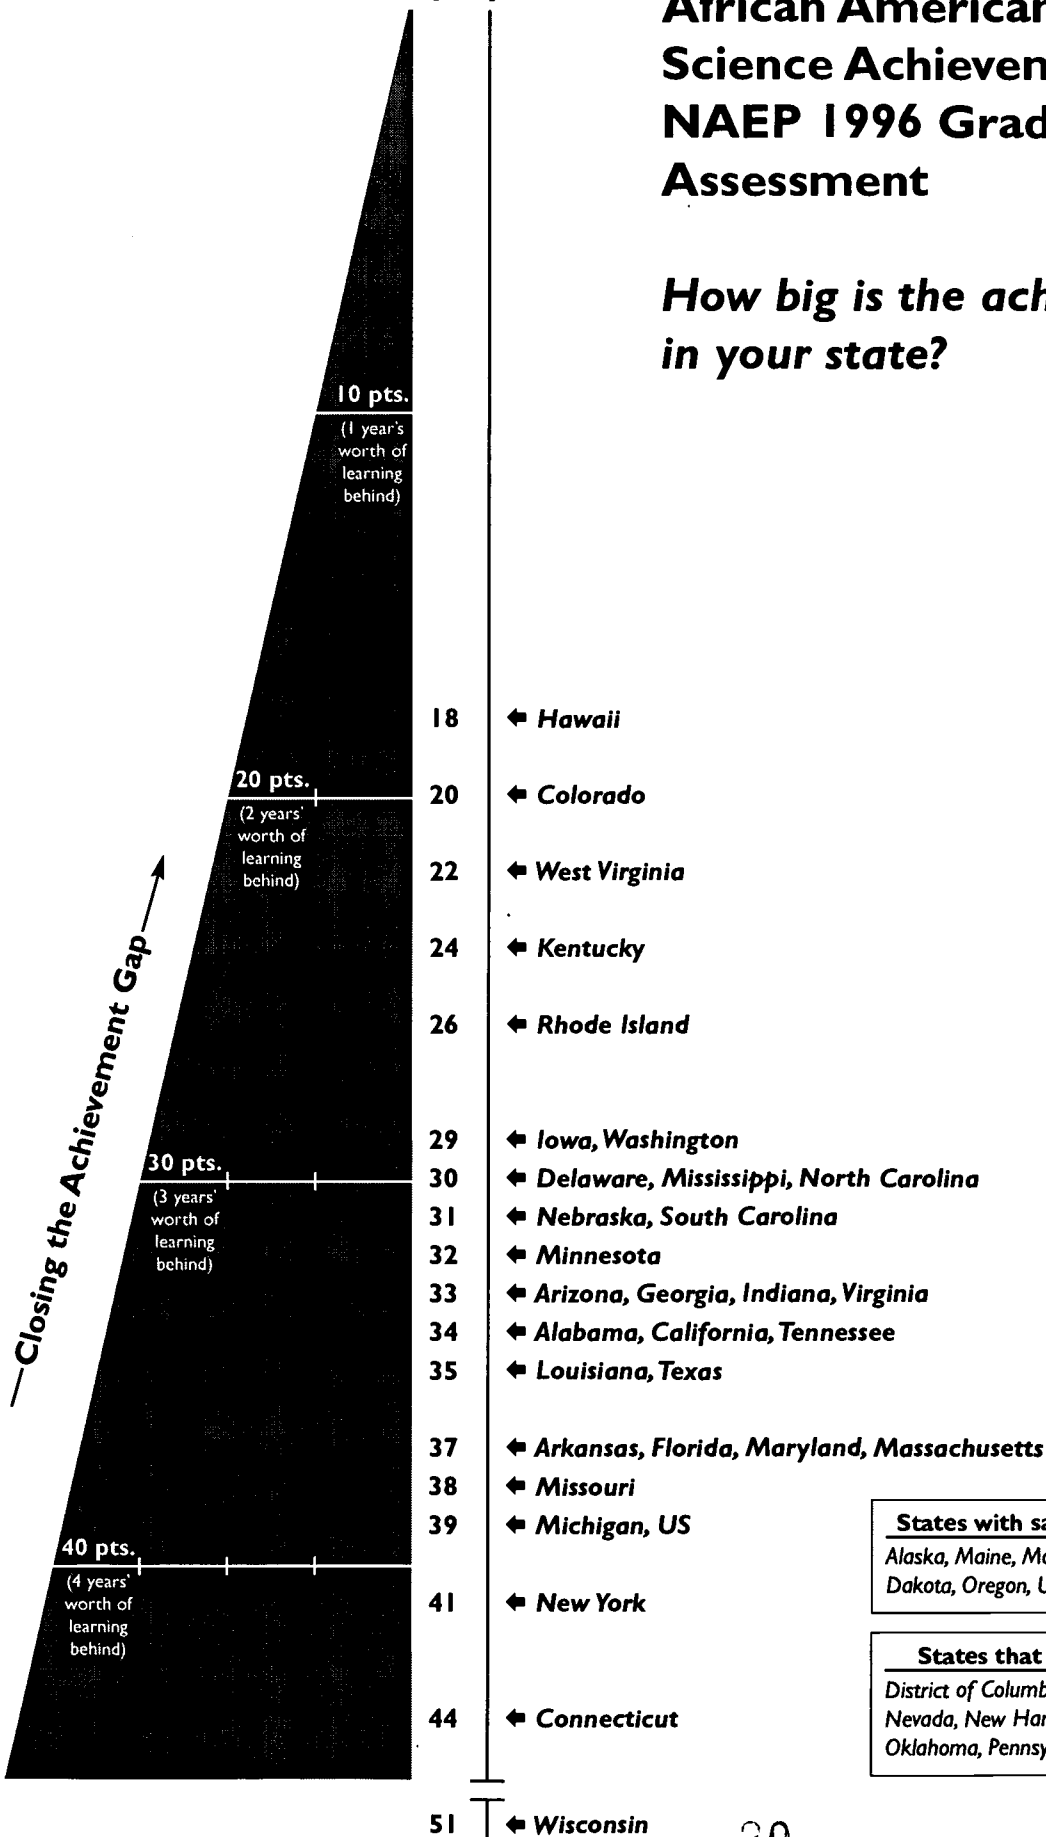 African American
Science Achieven
NAEP 1996 Grad
Assessment
How big is the ach
in your state?
10 pts.
(1 year's
worth of
learning
behind)
18 Hawaii
20 pts.
(2 years'
worth of
learning
behind)
20 Colorado
22 West Virginia
24 Kentucky
26 Rhode Island
Closing the Achievement Gap
29 Iowa, Washington
30 pts.
(3 years'
worth of
learning
behind)
30 Delaware, Mississippi, North Carolina
31 Nebraska, South Carolina
32 Minnesota
33 Arizona, Georgia, Indiana, Virginia
34 Alabama, California, Tennessee
35 Louisiana, Texas
37 Arkansas, Florida, Maryland, Massachusetts
38 Missouri
39 Michigan, US
40 pts.
(4 years'
worth of
learning
behind)
41 New York
44 Connecticut
51 Wisconsin
States with sa
Alaska, Maine, Mo
Dakota, Oregon, U
States that
District of Columb
Nevada, New Har
Oklahoma, Pennsy